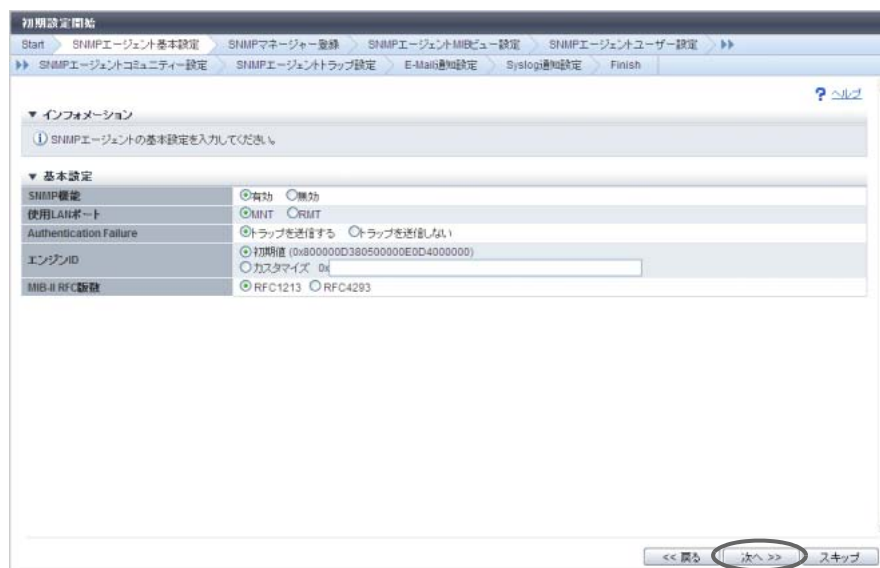 初期設定開始
Start SNMPエージェント基本設定 SNMPマネージャー登録 SNMPエージェントMIBビュー設定 SNMPエージェントユーザー設定
SNMPエージェントコミュニティー設定 SNMPエージェントトラップ設定 E-Mail通知設定 Syslog通知設定 Finish
? ヘルプ
▼ インフォメーション
SNMPエージェントの基本設定を入力してください。
▼ 基本設定
SNMP機能 有効 無効
使用LANポート MNT RMT
Authentication Failure トラップを送信する トラップを送信しない
エンジンID 初期値 (0x800000D380500000E0D4000000)
カスタマイズ 0x
MIB-II RFC版数 RFC1213 RFC4293
<< 戻る 次へ >> スキップ